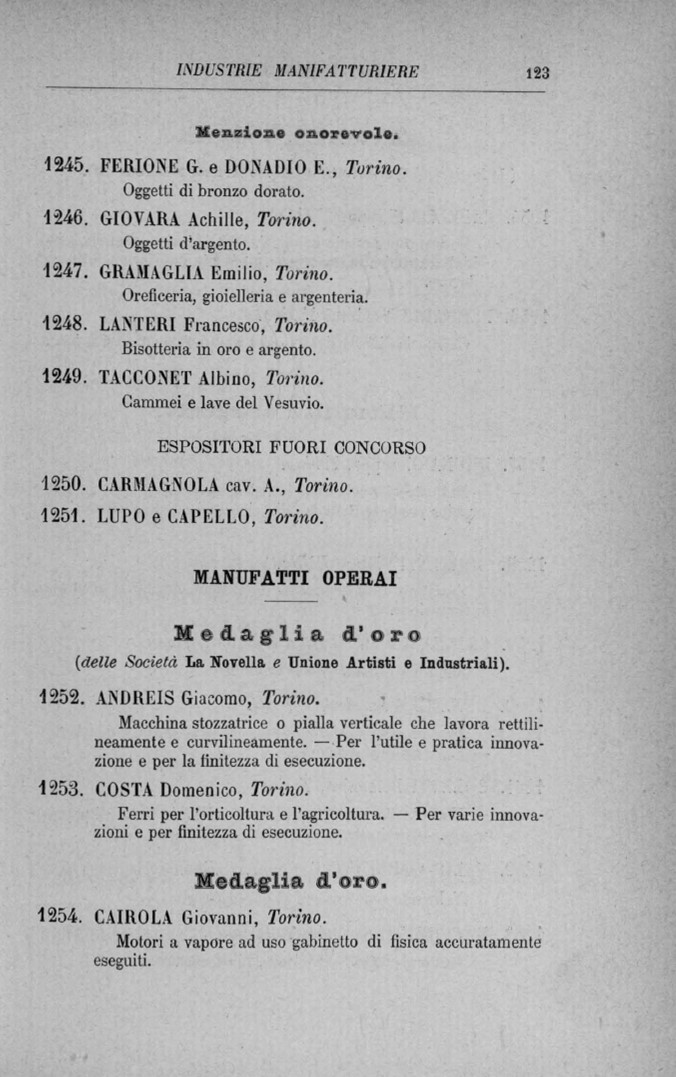 INDUSTRIE MANIFATTURIERE 123
Menzione onorevole.
1245. FERIONE G. e DONADIO E., Torino.
Oggetti di bronzo dorato.
1246. GIOVARA Achille, Torino.
Oggetti d'argento.
1247. GRAMAGLIA Emilio, Torino.
Oreficeria, gioielleria e argenteria.
1248. LANTERI Francesco, Torino.
Bisotteria in oro e argento.
1249. TACCONET Albino, Torino.
Cammei e lave del Vesuvio.
ESPOSITORI FUORI CONCORSO
1250. CARMAGNOLA cav. A., Torino.
1251. LUPO e CAPELLO, Torino.
MANUFATTI OPERAI
Medaglia d'oro
(delle Società La Novella e Unione Artisti e Industriali).
1252. ANDREIS Giacomo, Torino.
Macchina stozzatrice o pialla verticale che lavora rettili-
neamente e curvilineamente. — Per l'utile e pratica innova-
zione e per la finitezza di esecuzione.
1253. COSTA Domenico, Torino.
Ferri per l'orticoltura e l'agricoltura. — Per varie innova-
zioni e per finitezza di esecuzione.
Medaglia d'oro.
1254. CAIROLA Giovanni, Torino.
Motori a vapore ad uso gabinetto di fisica accuratamente
eseguiti.